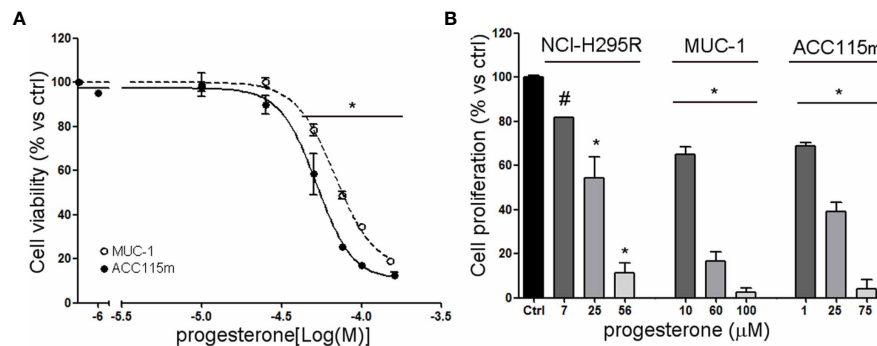 A
120
100
80
60
40
20
0
Cell viability (% vs ctrl)
*
MUC-1
ACC115m
-6 -5.5 -5.0 -4.5 -4.0 -3.5
progesterone[Log(M)]
B
120
100
80
60
40
20
0
Cell proliferation (% vs ctrl)
NCI-H295R MUC-1 ACC115m
# * * * *
Ctrl 7 25 56 10 60 100 1 25 75
progesterone (μM)